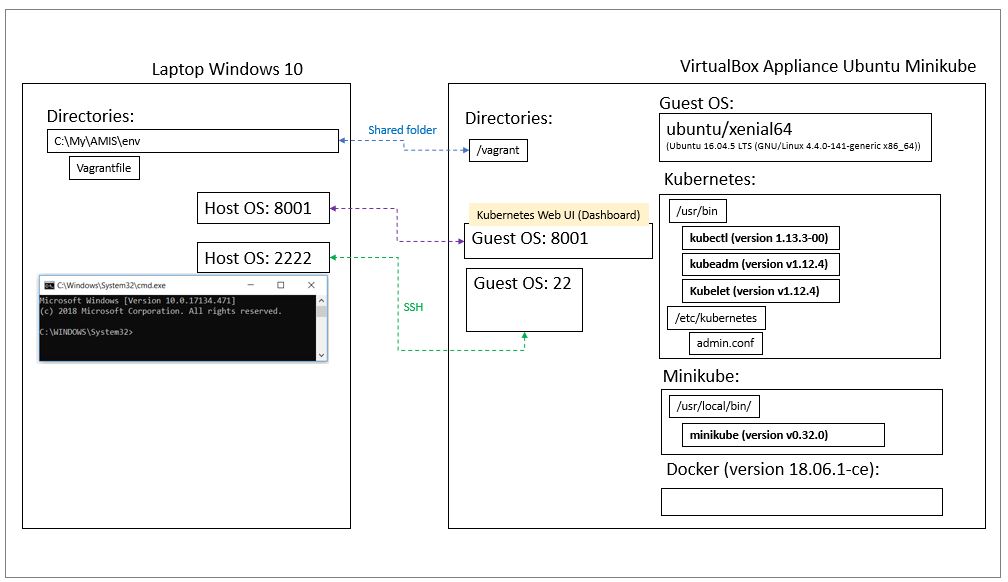 Laptop Windows 10
Directories:
C:\My\AMIS\env
Vagrantfile
Host OS: 8001
Host OS: 2222
C:\Windows\System32\cmd.exe
Microsoft Windows [Version 10.0.17134.471]
(c) 2018 Microsoft Corporation. All rights reserved.
C:\WINDOWS\System32>
Shared folder
SSH
VirtualBox Appliance Ubuntu Minikube
Directories:
/vagrant
Kubernetes Web UI (Dashboard)
Guest OS: 8001
Guest OS: 22
Guest OS:
ubuntu/xenial64
(Ubuntu 16.04.5 LTS (GNU/Linux 4.4.0-141-generic x86_64))
Kubernetes:
/usr/bin
kubectl (version 1.13.3-00)
kubeadm (version v1.12.4)
Kubelet (version v1.12.4)
/etc/kubernetes
admin.conf
Minikube:
/usr/local/bin/
minikube (version v0.32.0)
Docker (version 18.06.1-ce):